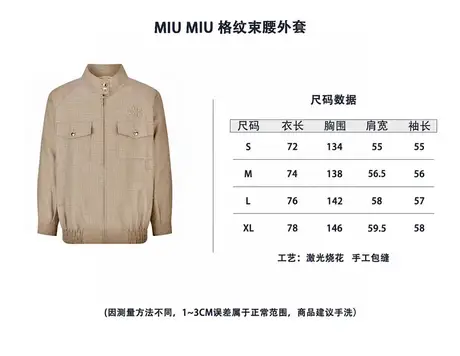 MIU MIU 格纹束腰外套
尺码数据
尺码 衣长 胸围 肩宽 袖长
S 72 134 55 55
M 74 138 56.5 56
L 76 142 58 57
XL 78 146 59.5 58
工艺：激光烧花 手工包缝
(因测量方法不同，1~3CM误差属于正常范围，商品建议手洗)